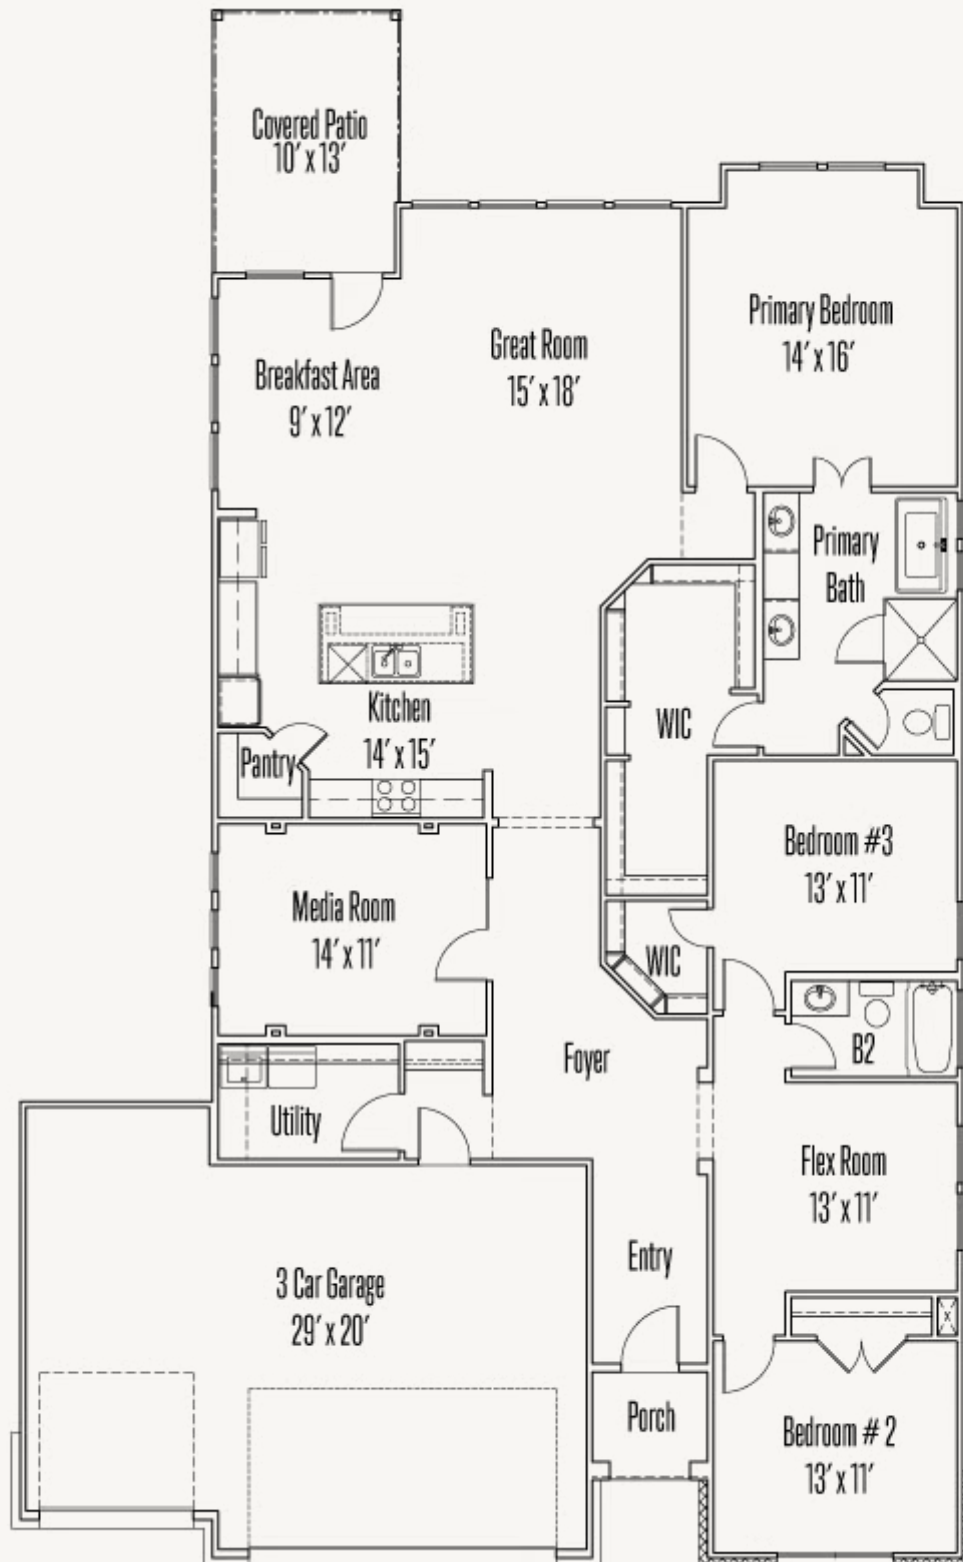 Covered Patio
10' x 13'
Primary Bedroom
14' x 16'
Great Room
15' x 18'
Breakfast Area
9' x 12'
Primary
Bath
Kitchen
14' x 15'
WIC
Pantry
Bedroom #3
13' x 11'
Media Room
14' x 11'
WIC
B2
Foyer
Utility
Flex Room
13' x 11'
Entry
3 Car Garage
29' x 20'
X
Porch
Bedroom # 2
13' x 11'